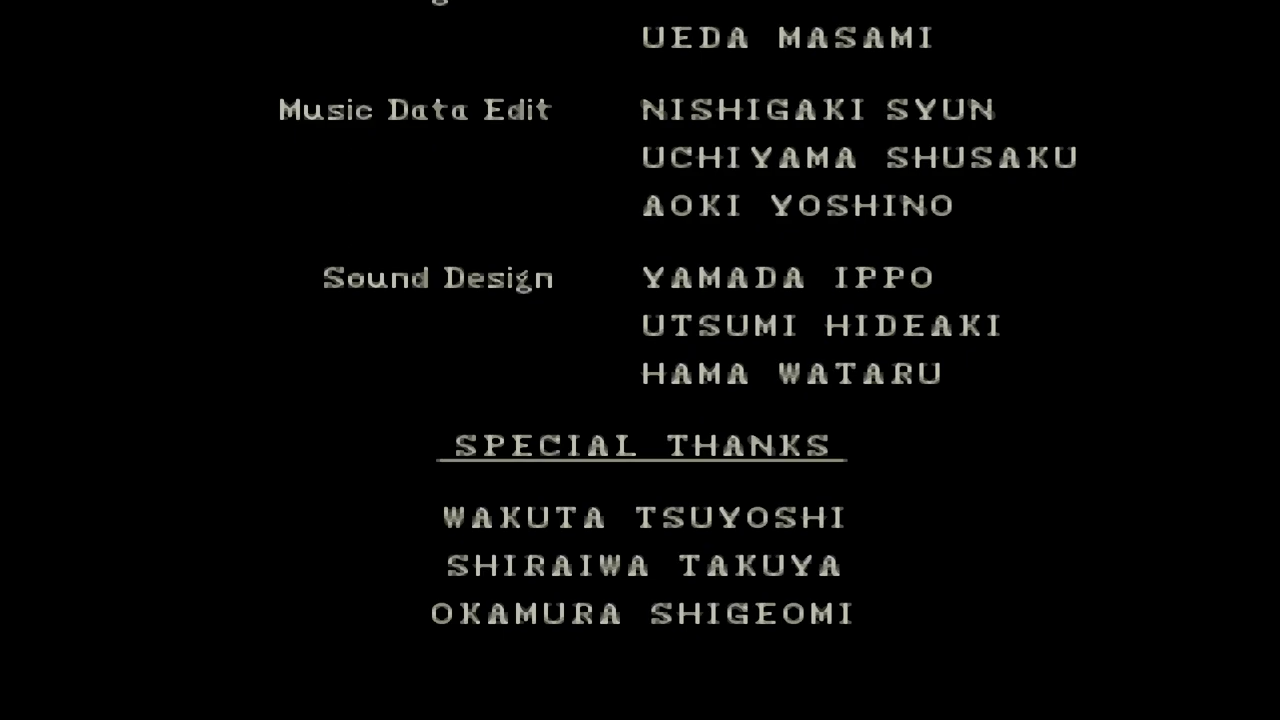 UEDA MASAMI
Music Data Edit NISHIGAKI SYUN
UCHIYAMA SHUSAKU
AOKI YOSHINO
Sound Design YAMADA IPPO
UTSUMI HIDEAKI
HAMA WATARU
SPECIAL THANKS
WAKUTA TSUYOSHI
SHIRAIWA TAKUYA
OKAMURA SHIGEOMI